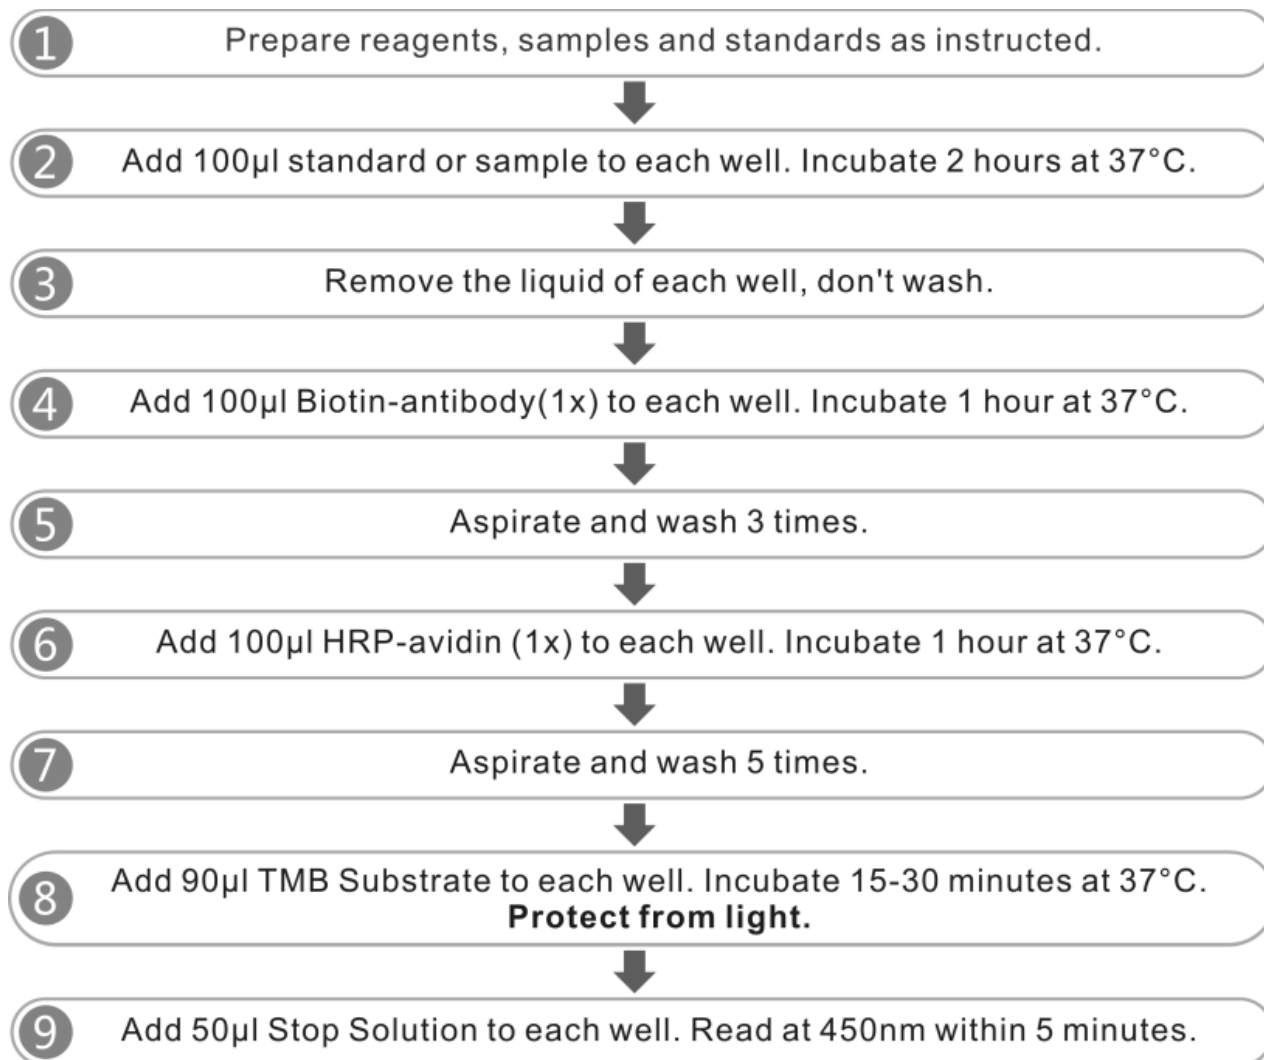 1 Prepare reagents, samples and standards as instructed.
2 Add 100µl standard or sample to each well. Incubate 2 hours at 37°C.
3 Remove the liquid of each well, don't wash.
4 Add 100µl Biotin-antibody(1x) to each well. Incubate 1 hour at 37°C.
5 Aspirate and wash 3 times.
6 Add 100µl HRP-avidin (1x) to each well. Incubate 1 hour at 37°C.
7 Aspirate and wash 5 times.
8 Add 90µl TMB Substrate to each well. Incubate 15-30 minutes at 37°C.
Protect from light.
9 Add 50µl Stop Solution to each well. Read at 450nm within 5 minutes.